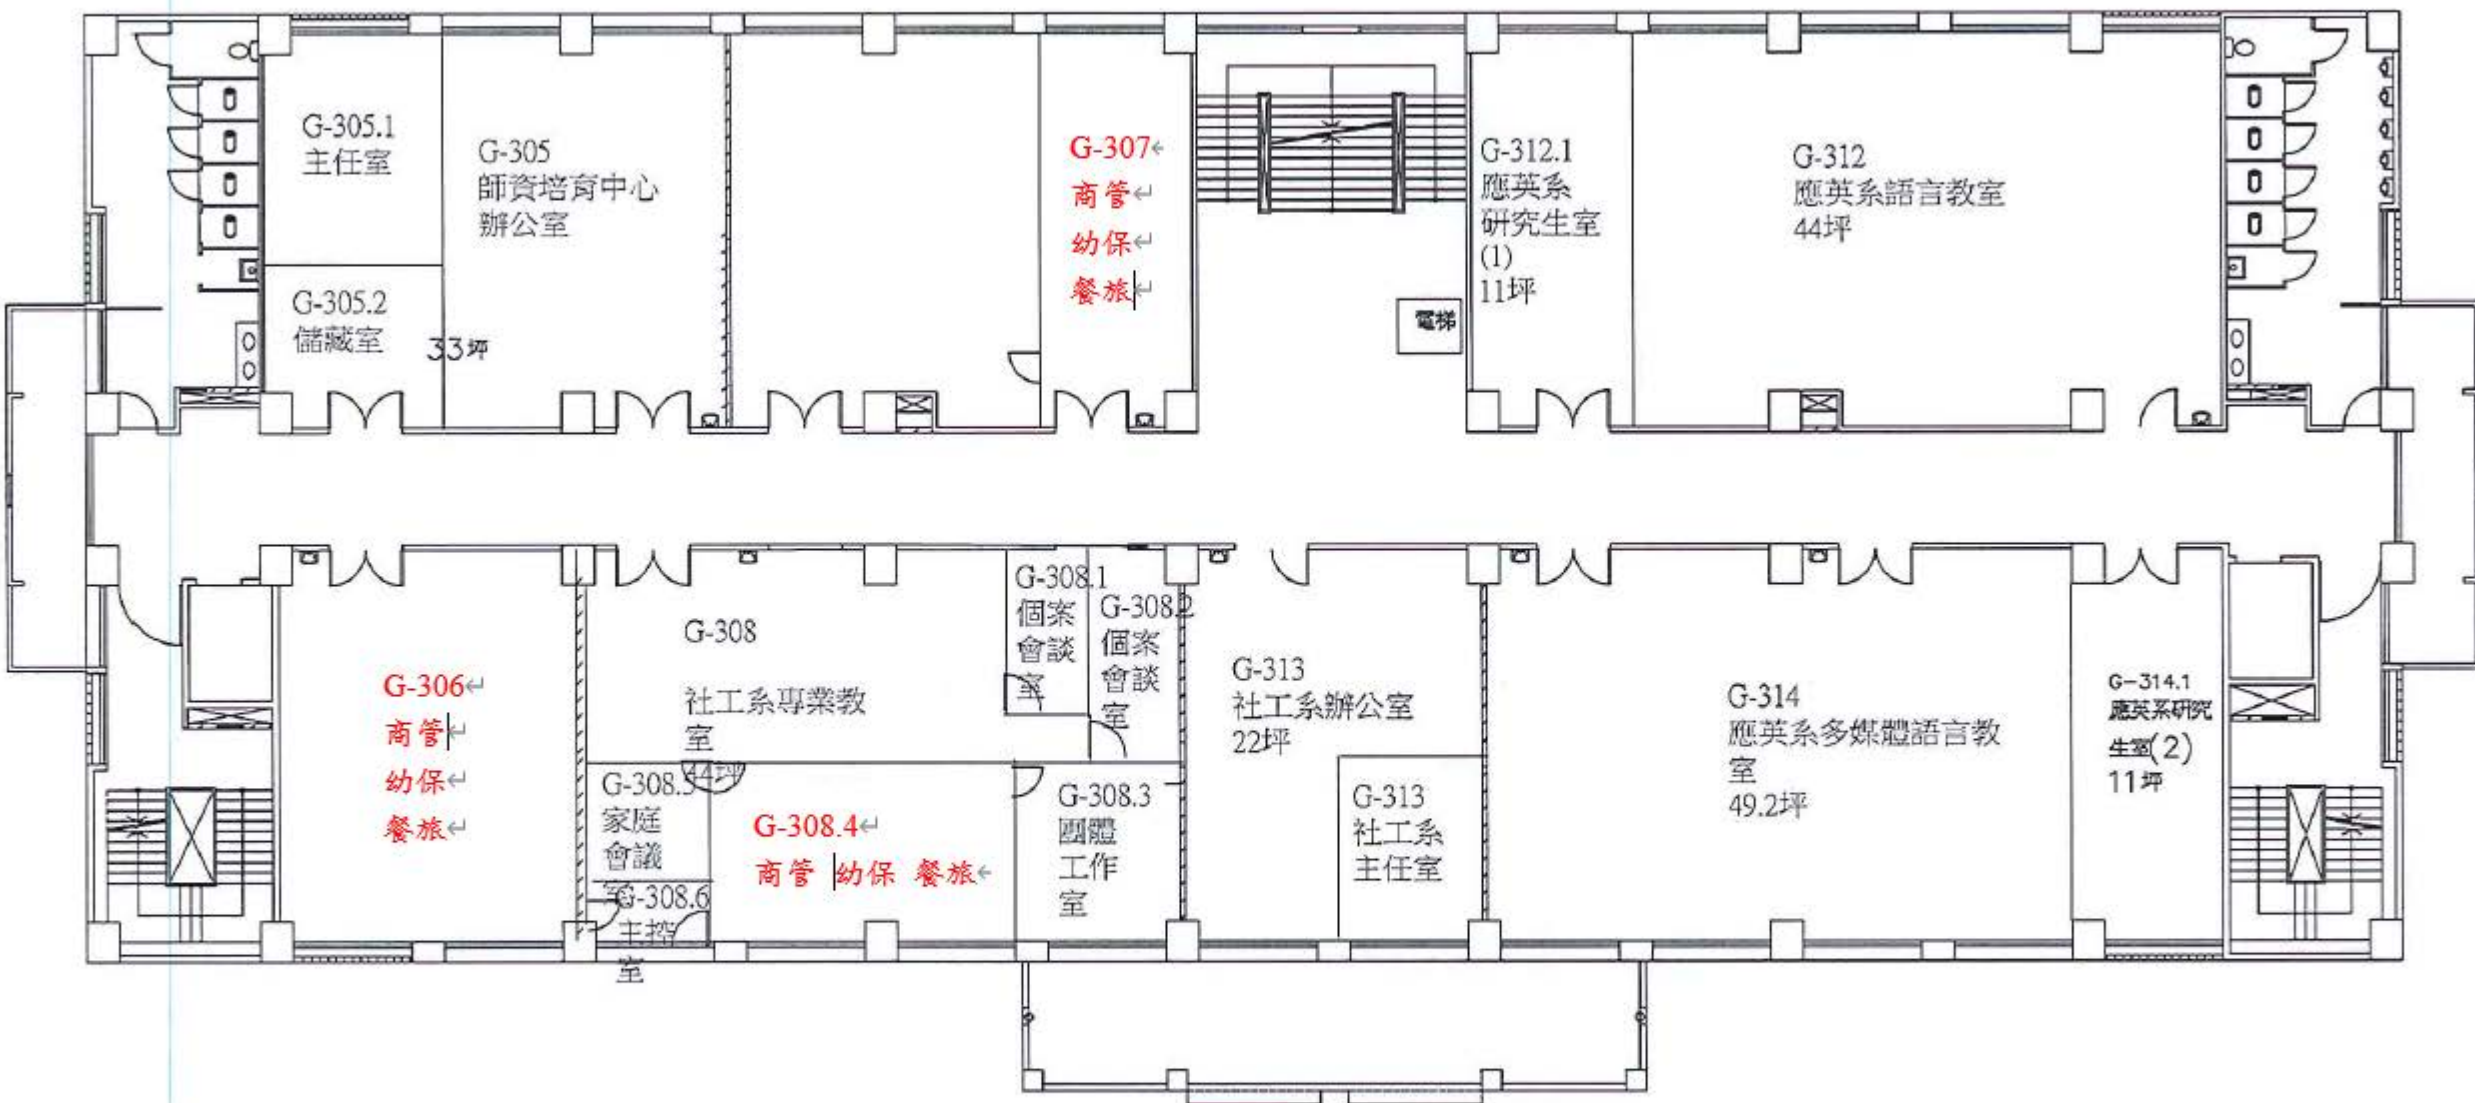 G-305.1
主任室
G-305
師資培育中心
辦公室
G-305.2
儲藏室
33坪
G-307
商管
幼保
餐旅
電梯
G-312.1
應英系
研究生室
(1)
11坪
G-312
應英系語言教室
44坪
G-306
商管
幼保
餐旅
G-308
社工系專業教
室
44坪
G-308.1
個案
會談
室
G-308.2
個案
會談
室
G-308.5
家庭
會議
室
G-308.6
主控
室
G-308.4
商管 幼保 餐旅
G-308.3
團體
工作
室
G-313
社工系辦公室
22坪
G-313
社工系
主任室
G-314
應英系多媒體語言教
室
49.2坪
G-314.1
應英系研究
生室(2)
11坪